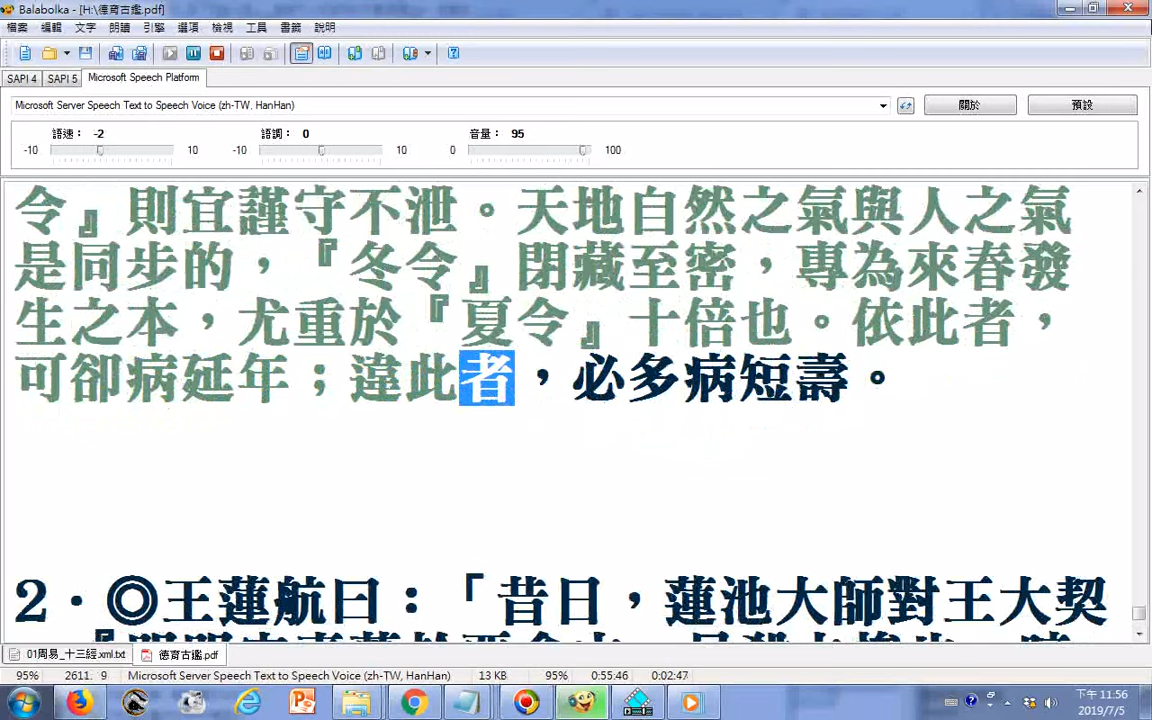 Balabolka - [H:\德育古鑑.pdf]
檔案 編輯 文字 朗讀 引擎 選項 檢視 工具 書籤 說明
SAPI 4 SAPI 5 Microsoft Speech Platform
Microsoft Server Speech Text to Speech Voice (zh-TW, HanHan) 關於 預設
語速： -2 語調： 0 音量： 95
-10 10 -10 10 0 100
令』則宜謹守不泄。天地自然之氣與人之氣
是同步的，『冬令』閉藏至密，專為來春發
生之本，尤重於『夏令』十倍也。依此者，
可卻病延年；違此者，必多病短壽。
2．◎王蓮航曰：「昔日，蓮池大師對王大契
01周易_十三經.xml.txt 德育古鑑.pdf
95% 2611: 9 Microsoft Server Speech Text to Speech Voice (zh-TW, HanHan) 13 KB 95% 0:55:46 0:02:47
下午 11:56
2019/7/5